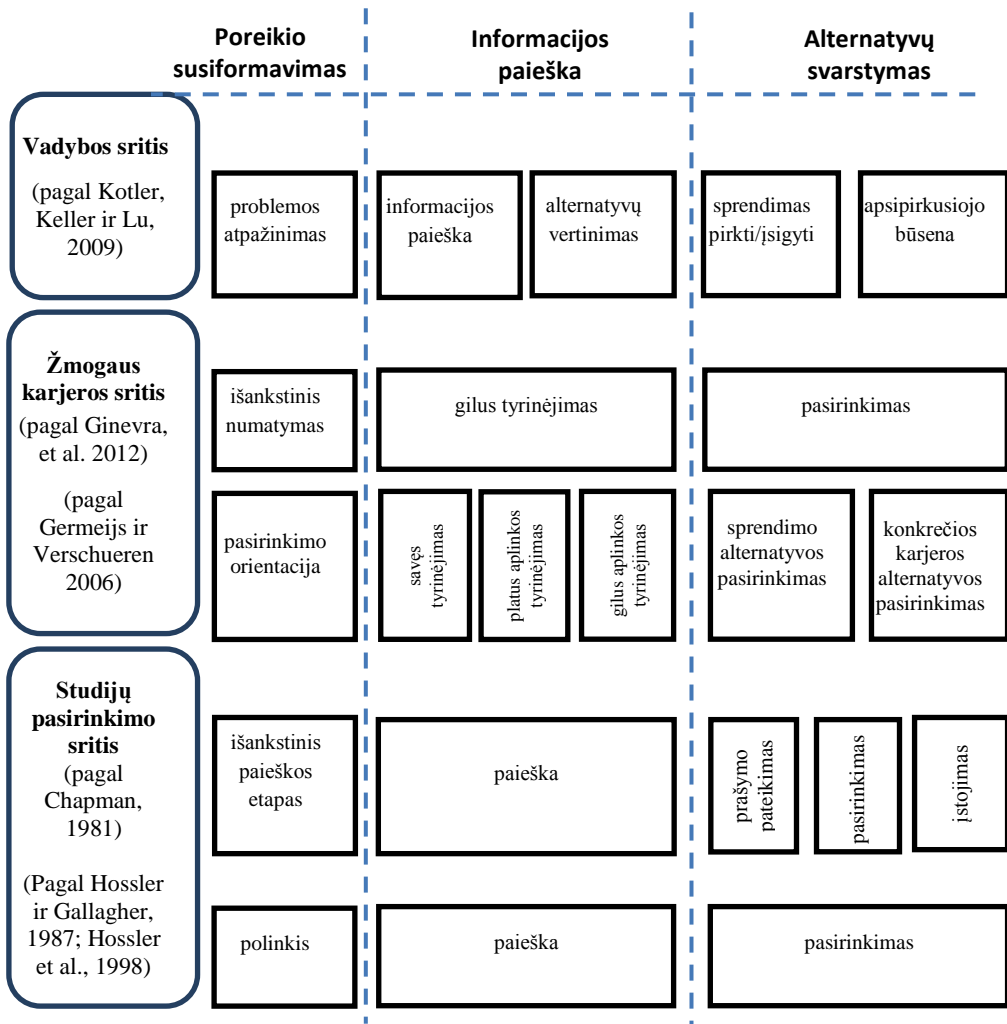 Poreikio
susiformavimas
Informacijos
paieška
Alternatyvų
svarstymas
Vadybos sritis
(pagal Kotler,
Keller ir Lu,
2009)
problemos
atpažinimas
informacijos
paieška
alternatyvų
vertinimas
sprendimas
pirkti/įsigyti
apsipirkusiojo
būsena
Žmogaus
karjeros sritis
(pagal Ginevra,
et al. 2012)
išankstinis
numatymas
gilus tyrinėjimas
pasirinkimas
(pagal
Germeijs ir
Verschueren
2006)
pasirinkimo
orientacija
savęs
tyrinėjimas
platus aplinkos
tyrinėjimas
gilus aplinkos
tyrinėjimas
sprendimo
alternatyvos
pasirinkimas
konkrečios
karjeros
alternatyvos
pasirinkimas
Studijų
pasirinkimo
sritis
(pagal
Chapman,
1981)
išankstinis
paieškos
etapas
paieška
prašymo
pateikimas
pasirinkimas
įstojimas
(Pagal Hossler
ir Gallagher,
1987; Hossler
et al., 1998)
polinkis
paieška
pasirinkimas